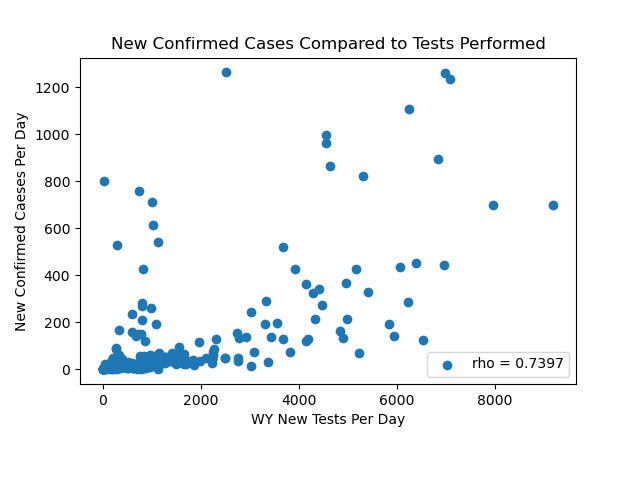 New Confirmed Cases Compared to Tests Performed
New Confirmed Caeses Per Day
1200
1000
800
600
400
200
0
rho = 0.7397
0 2000 4000 6000 8000
WY New Tests Per Day